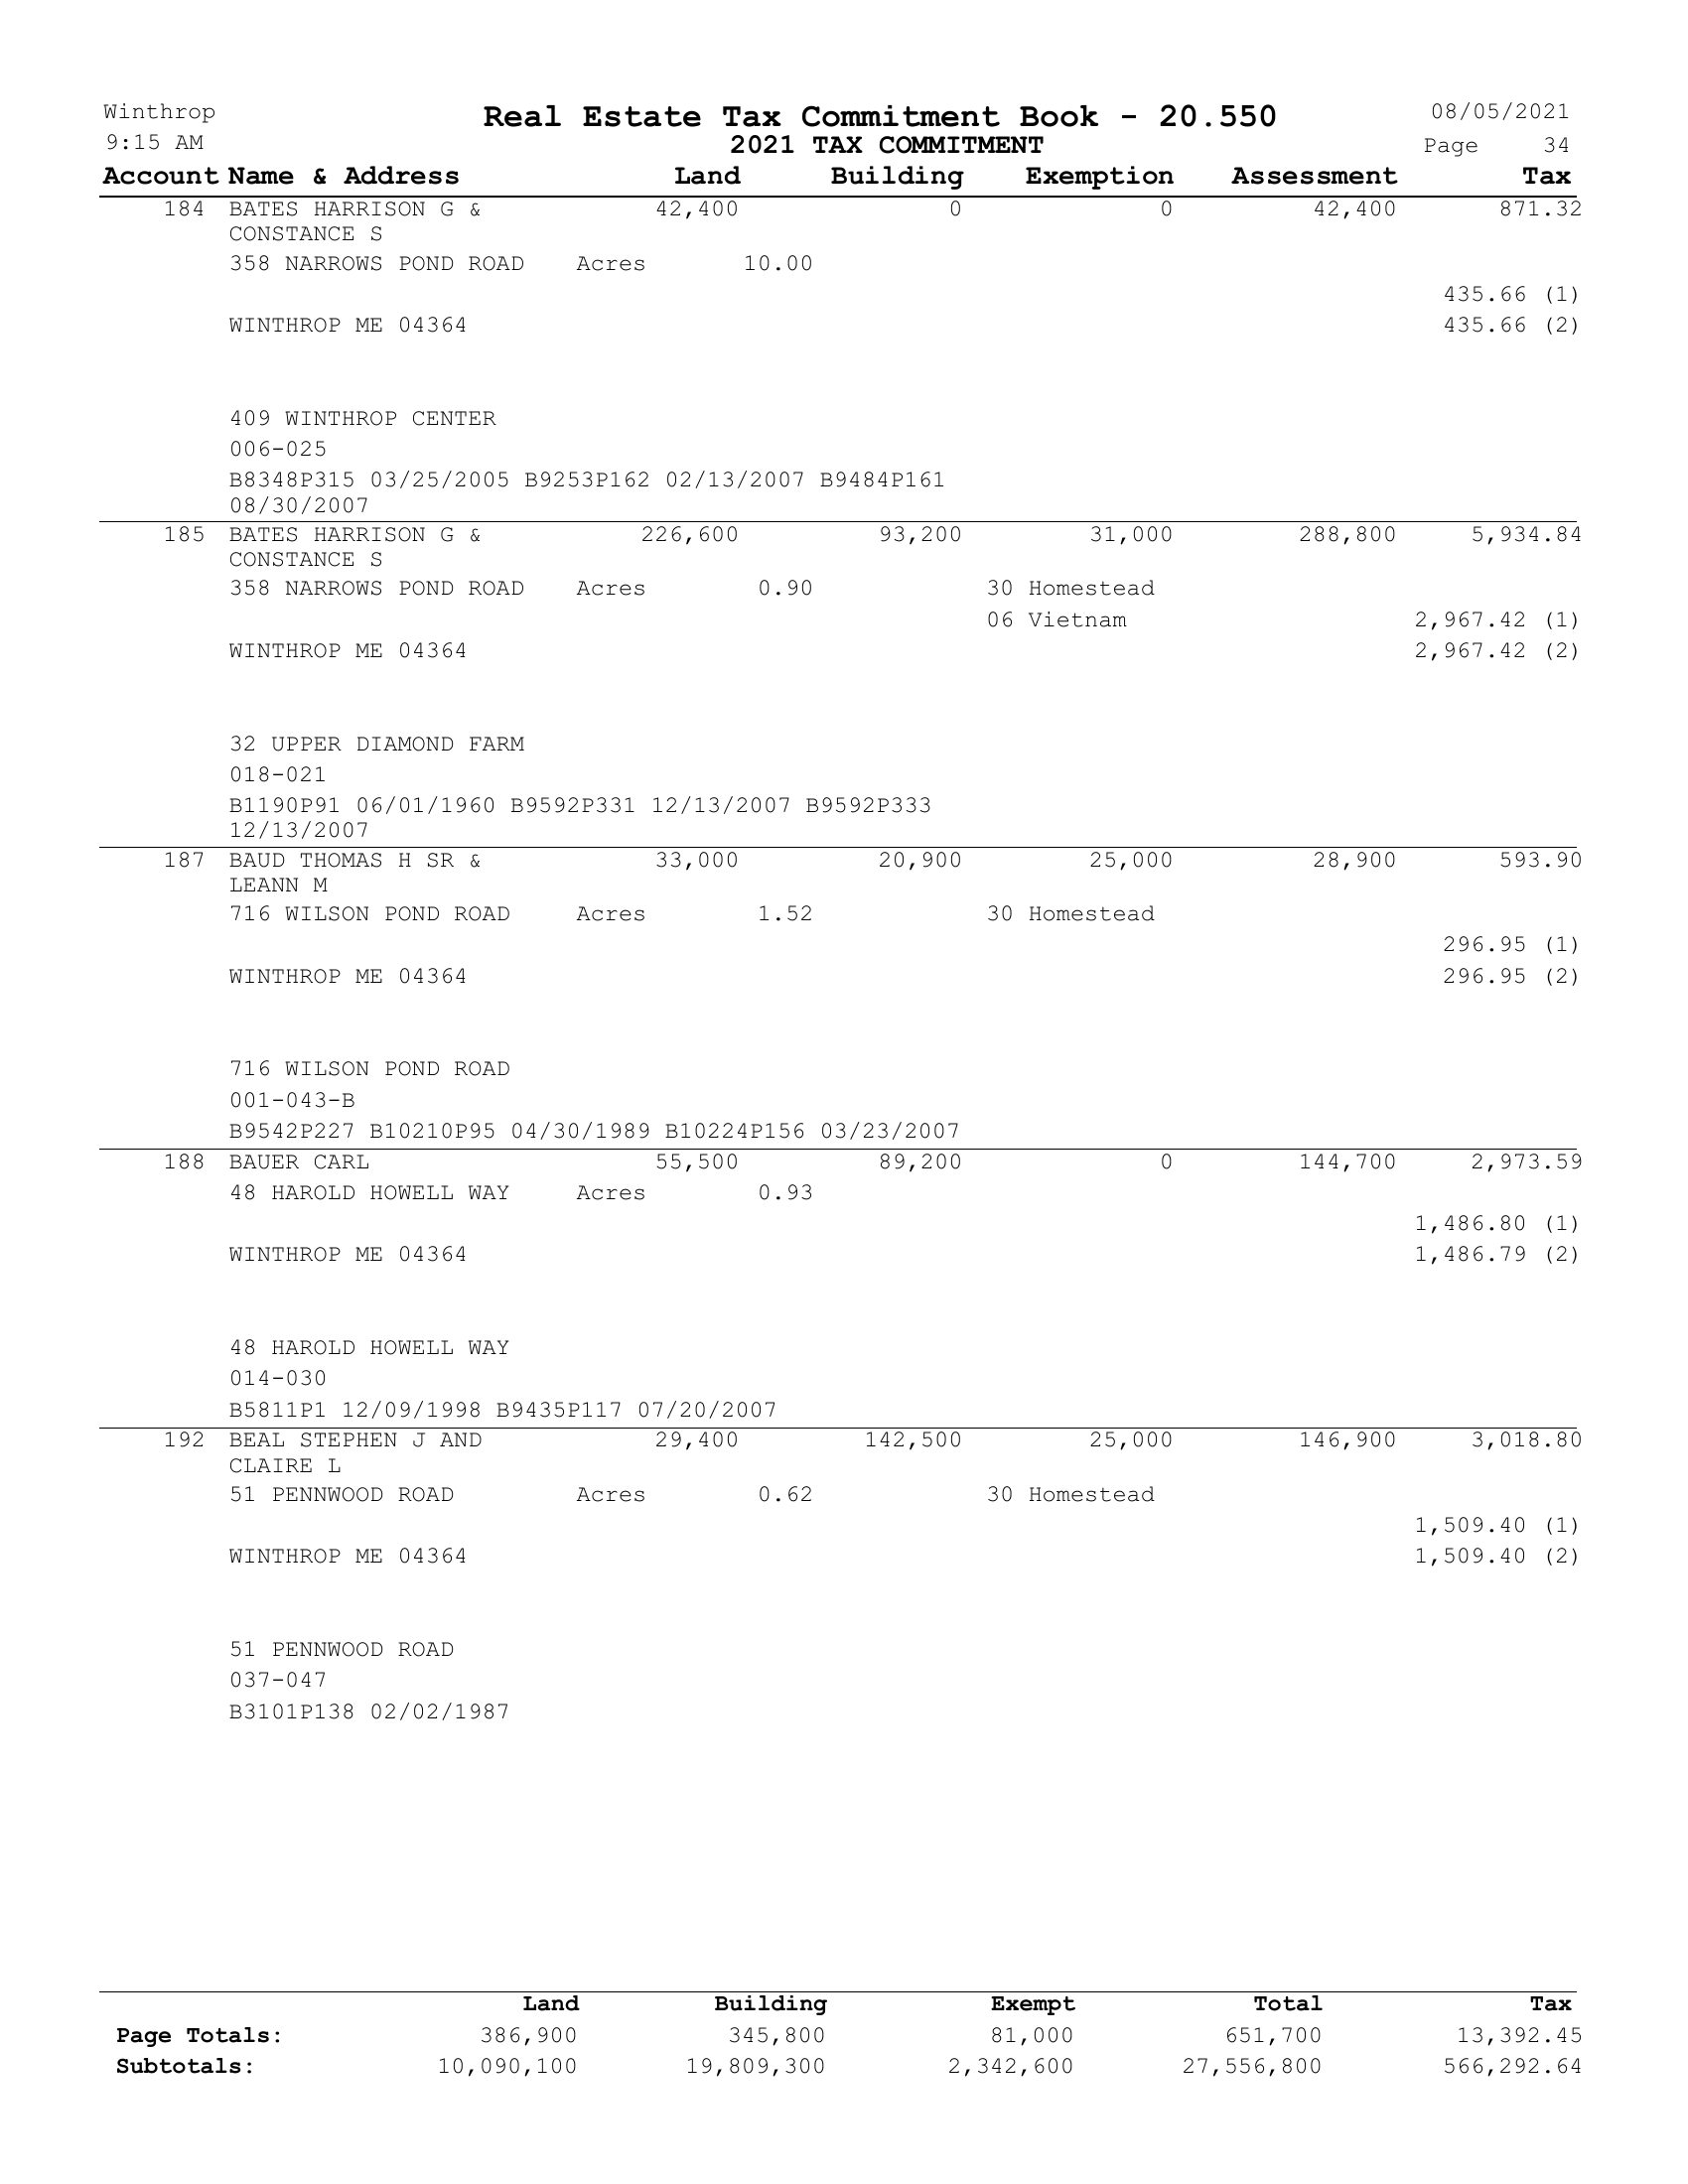 Winthrop Real Estate Tax Commitment Book - 20.550 08/05/2021
9:15 AM 2021 TAX COMMITMENT Page 34
Account Name & Address Land Building Exemption Assessment Tax
184 BATES HARRISON G & 42,400 0 0 42,400 871.32
CONSTANCE S
358 NARROWS POND ROAD Acres 10.00
435.66 (1)
WINTHROP ME 04364 435.66 (2)
409 WINTHROP CENTER
006-025
B8348P315 03/25/2005 B9253P162 02/13/2007 B9484P161
08/30/2007
185 BATES HARRISON G & 226,600 93,200 31,000 288,800 5,934.84
CONSTANCE S
358 NARROWS POND ROAD Acres 0.90 30 Homestead
06 Vietnam 2,967.42 (1)
WINTHROP ME 04364 2,967.42 (2)
32 UPPER DIAMOND FARM
018-021
B1190P91 06/01/1960 B9592P331 12/13/2007 B9592P333
12/13/2007
187 BAUD THOMAS H SR & 33,000 20,900 25,000 28,900 593.90
LEANN M
716 WILSON POND ROAD Acres 1.52 30 Homestead
296.95 (1)
WINTHROP ME 04364 296.95 (2)
716 WILSON POND ROAD
001-043-B
B9542P227 B10210P95 04/30/1989 B10224P156 03/23/2007
188 BAUER CARL 55,500 89,200 0 144,700 2,973.59
48 HAROLD HOWELL WAY Acres 0.93
1,486.80 (1)
WINTHROP ME 04364 1,486.79 (2)
48 HAROLD HOWELL WAY
014-030
B5811P1 12/09/1998 B9435P117 07/20/2007
192 BEAL STEPHEN J AND 29,400 142,500 25,000 146,900 3,018.80
CLAIRE L
51 PENNWOOD ROAD Acres 0.62 30 Homestead
1,509.40 (1)
WINTHROP ME 04364 1,509.40 (2)
51 PENNWOOD ROAD
037-047
B3101P138 02/02/1987
Land Building Exempt Total Tax
Page Totals: 386,900 345,800 81,000 651,700 13,392.45
Subtotals: 10,090,100 19,809,300 2,342,600 27,556,800 566,292.64